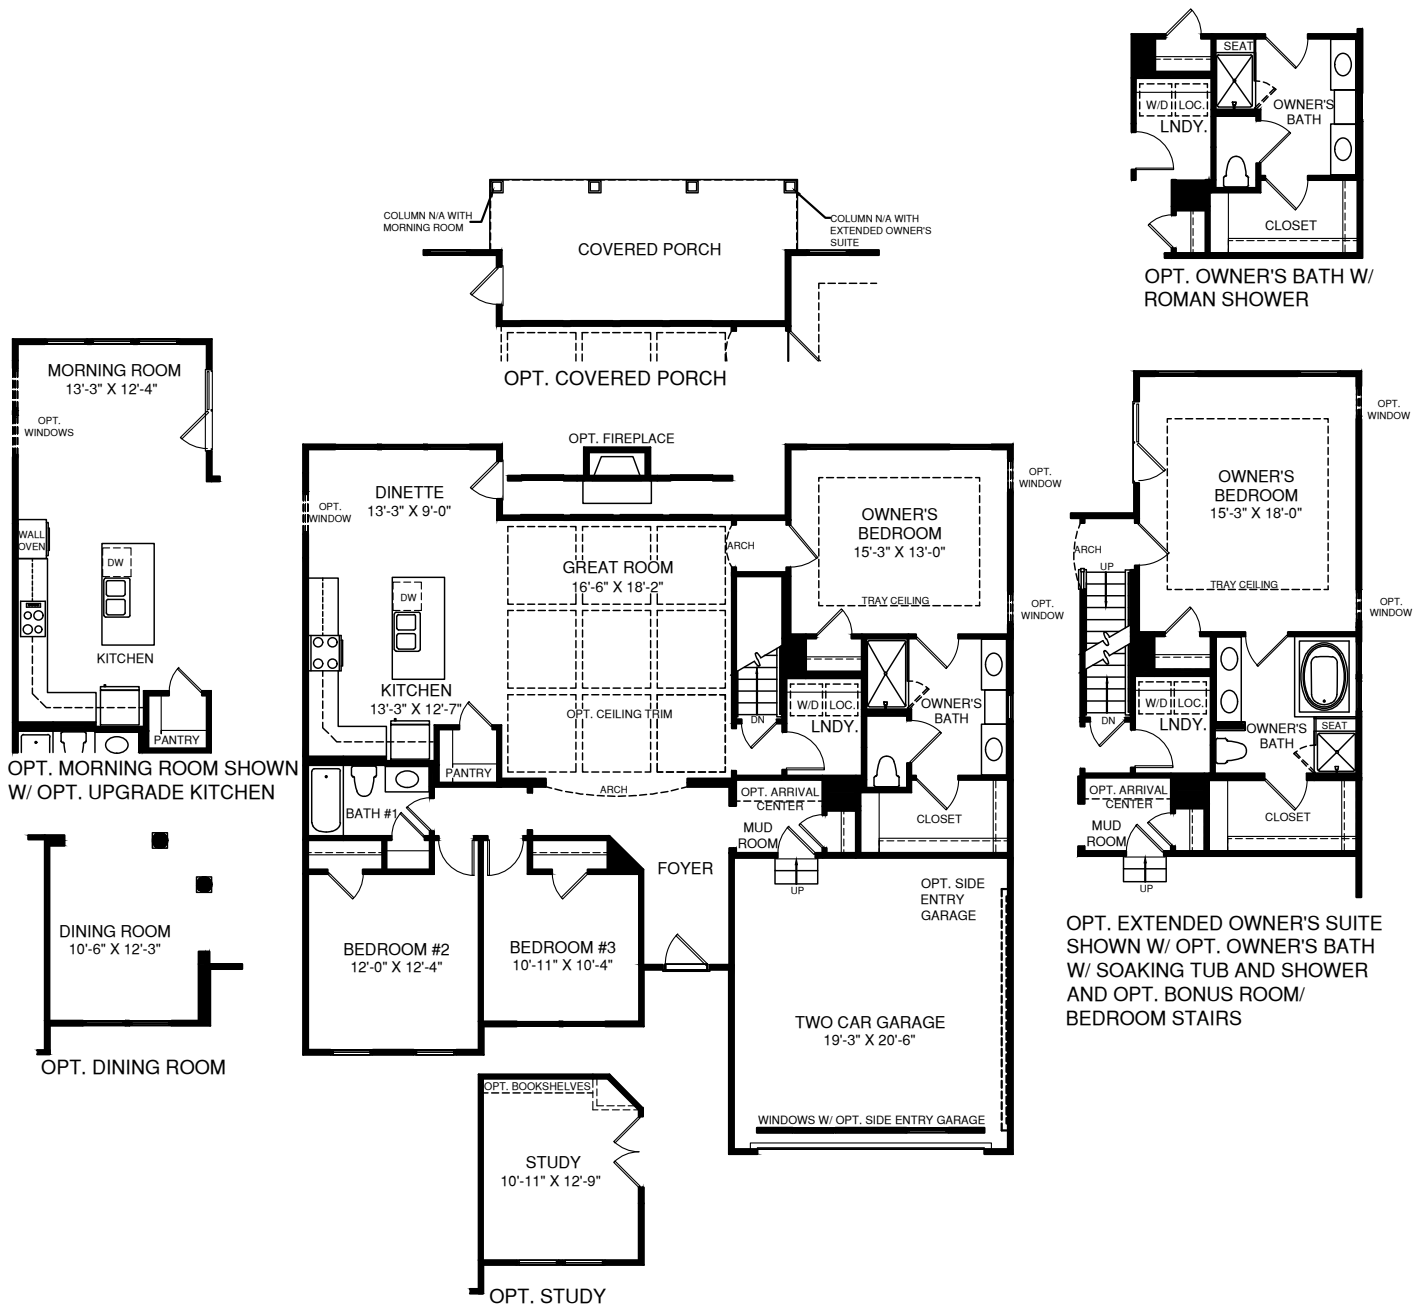 SEAT
W/D LOC.
LNDY.
OWNER'S
BATH
CLOSET
OPT. OWNER'S BATH W/
ROMAN SHOWER
COLUMN N/A WITH
MORNING ROOM
COLUMN N/A WITH
EXTENDED OWNER'S
SUITE
COVERED PORCH
OPT. COVERED PORCH
MORNING ROOM
13'-3" X 12'-4"
OPT.
WINDOWS
WALL
OVEN
DW
KITCHEN
PANTRY
OPT. MORNING ROOM SHOWN
W/ OPT. UPGRADE KITCHEN
DINING ROOM
10'-6" X 12'-3"
OPT. DINING ROOM
OPT. FIREPLACE
DINETTE
13'-3" X 9'-0"
OPT.
WINDOW
DW
KITCHEN
13'-3" X 12'-7"
PANTRY
GREAT ROOM
16'-6" X 18'-2"
OPT. CEILING TRIM
ARCH
ARCH
OWNER'S
BEDROOM
15'-3" X 13'-0"
TRAY CEILING
OPT.
WINDOW
OPT.
WINDOW
DN
W/D LOC.
LNDY.
OWNER'S
BATH
CLOSET
OPT. ARRIVAL
CENTER
MUD
ROOM
UP
BATH #1
FOYER
BEDROOM #2
12'-0" X 12'-4"
BEDROOM #3
10'-11" X 10'-4"
OPT. SIDE
ENTRY
GARAGE
TWO CAR GARAGE
19'-3" X 20'-6"
WINDOWS W/ OPT. SIDE ENTRY GARAGE
OPT. BOOKSHELVES
STUDY
10'-11" X 12'-9"
OPT. STUDY
OPT.
WINDOW
OWNER'S
BEDROOM
15'-3" X 18'-0"
ARCH
UP
TRAY CEILING
OPT.
WINDOW
DN
W/D LOC.
LNDY.
OWNER'S
BATH
SEAT
OPT. ARRIVAL
CENTER
MUD
ROOM
CLOSET
UP
OPT. EXTENDED OWNER'S SUITE
SHOWN W/ OPT. OWNER'S BATH
W/ SOAKING TUB AND SHOWER
AND OPT. BONUS ROOM/
BEDROOM STAIRS